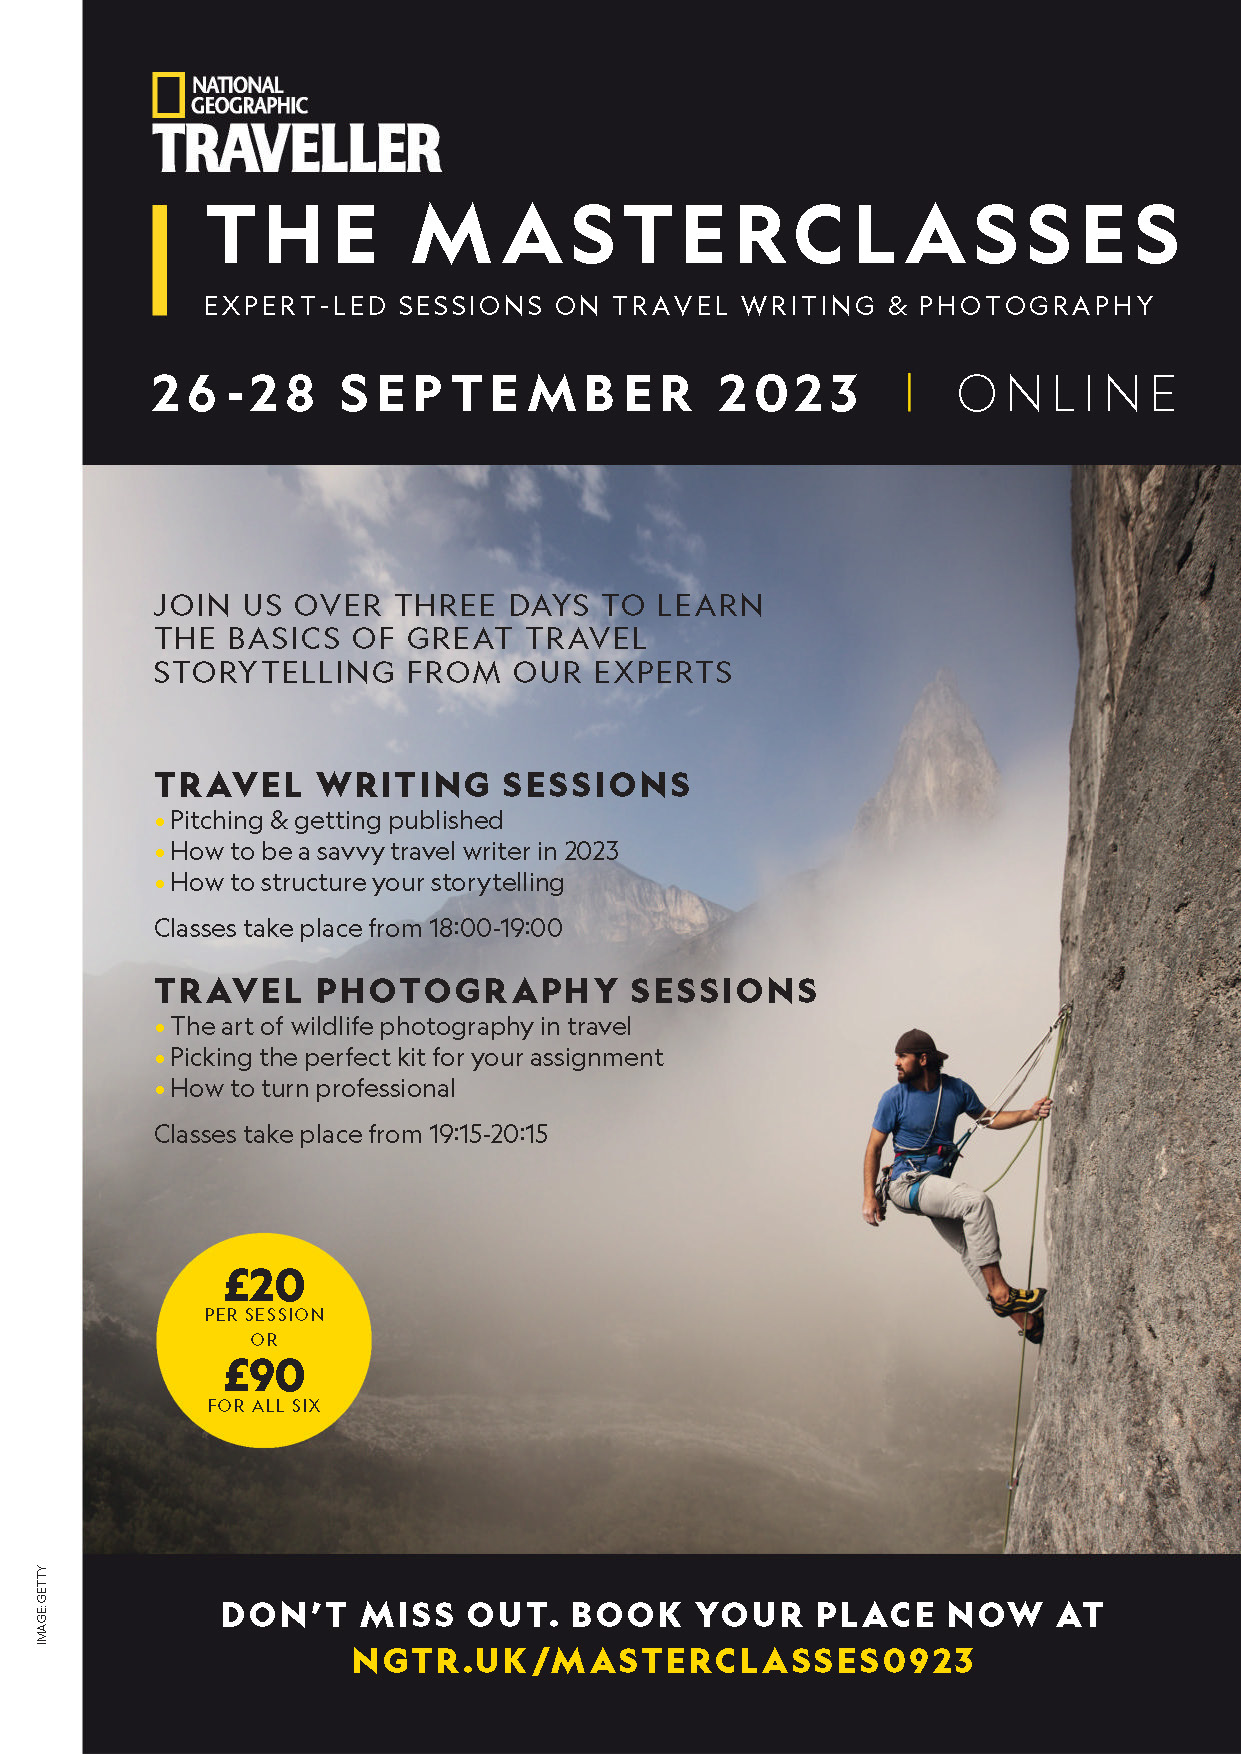 NATIONAL
GEOGRAPHIC
TRAVELLER
THE MASTERCLASSES
EXPERT-LED SESSIONS ON TRAVEL WRITING & PHOTOGRAPHY
26-28 SEPTEMBER 2023 | ONLINE
JOIN US OVER THREE DAYS TO LEARN
THE BASICS OF GREAT TRAVEL
STORYTELLING FROM OUR EXPERTS
TRAVEL WRITING SESSIONS
• Pitching & getting published
• How to be a savvy travel writer in 2023
• How to structure your storytelling
Classes take place from 18:00-19:00
TRAVEL PHOTOGRAPHY SESSIONS
• The art of wildlife photography in travel
• Picking the perfect kit for your assignment
• How to turn professional
Classes take place from 19:15-20:15
£20
PER SESSION
OR
£90
FOR ALL SIX
IMAGE: GETTY
DON'T MISS OUT. BOOK YOUR PLACE NOW AT
NGTR.UK/MASTERCLASSES0923